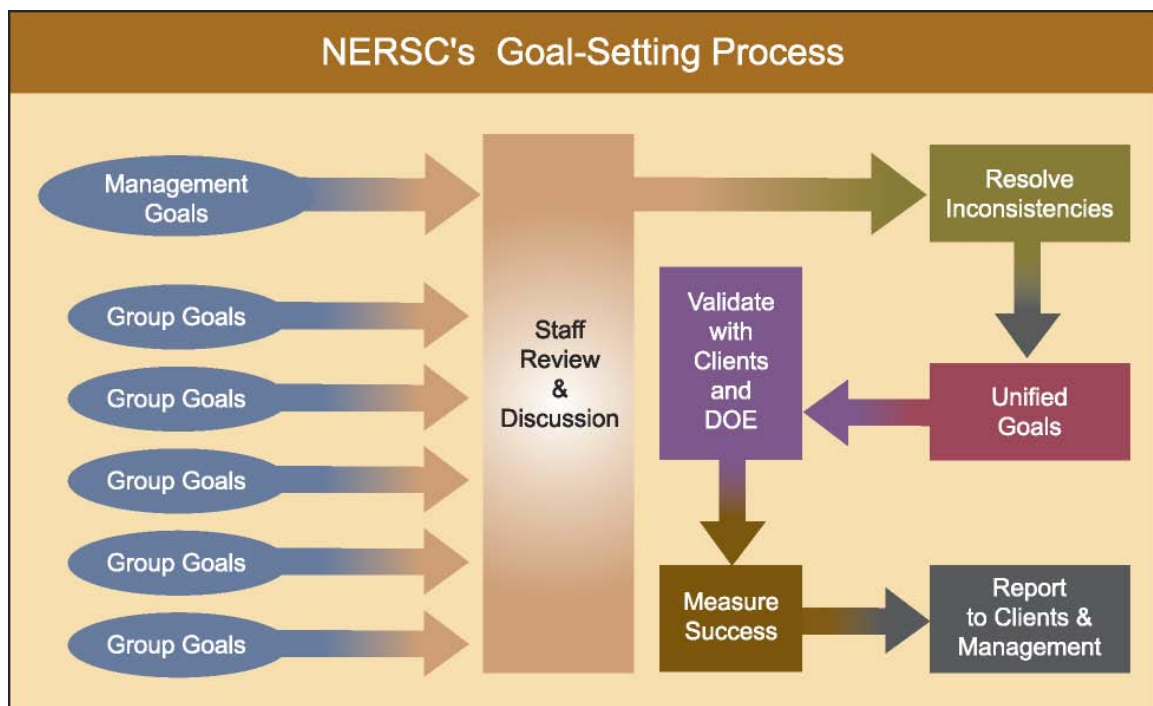 NERSC's Goal-Setting Process
Management
Goals
Group Goals
Group Goals
Group Goals
Group Goals
Group Goals
Staff
Review
&
Discussion
Resolve
Inconsistencies
Unified
Goals
Validate
with
Clients
and
DOE
Measure
Success
Report
to Clients &
Management